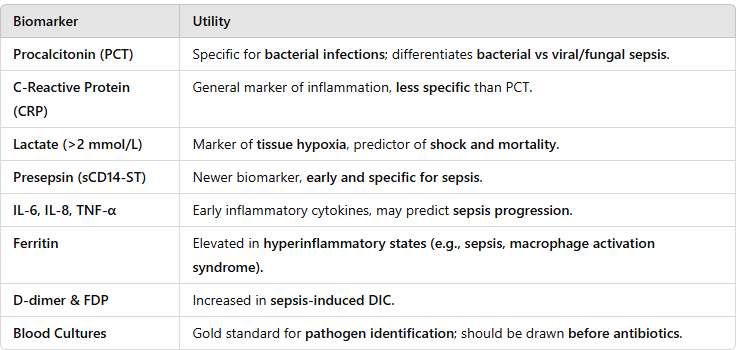 Biomarker Utility
Procalcitonin (PCT) Specific for bacterial infections; differentiates bacterial vs viral/fungal sepsis.
C-Reactive Protein General marker of inflammation, less specific than PCT.
(CRP)
Lactate (>2 mmol/L) Marker of tissue hypoxia, predictor of shock and mortality.
Presepsin (sCD14-ST) Newer biomarker, early and specific for sepsis.
IL-6, IL-8, TNF-α Early inflammatory cytokines, may predict sepsis progression.
Ferritin Elevated in hyperinflammatory states (e.g., sepsis, macrophage activation
syndrome).
D-dimer & FDP Increased in sepsis-induced DIC.
Blood Cultures Gold standard for pathogen identification; should be drawn before antibiotics.